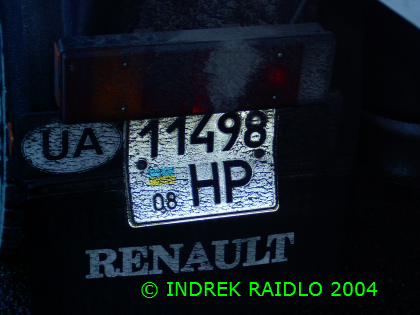 UA
11498
08 HP
RENAULT
© INDREK RAIDLO 2004